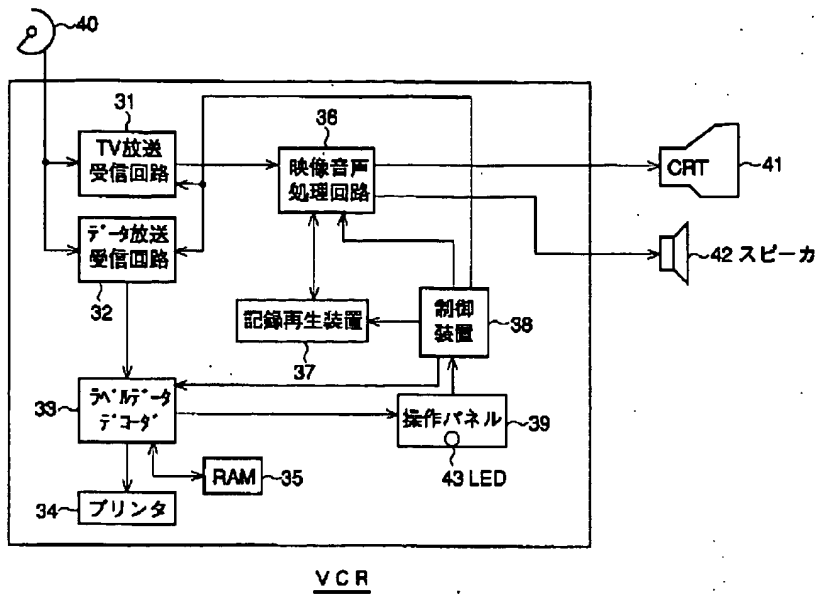 40
31
TV放送
受信回路
36
映像音声
処理回路
CRT
41
データ放送
受信回路
32
42 スピーカ
記録再生装置
37
制御
装置
38
33
ラベルデータ
デコーダ
操作パネル
39
43 LED
RAM
35
34
プリンタ
VCR